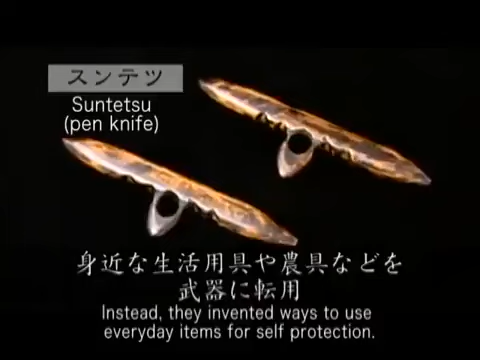 スンテツ
Suntetsu
(pen knife)
身近な生活用具や農具などを
武器に転用
Instead, they invented ways to use
everyday items for self protection.